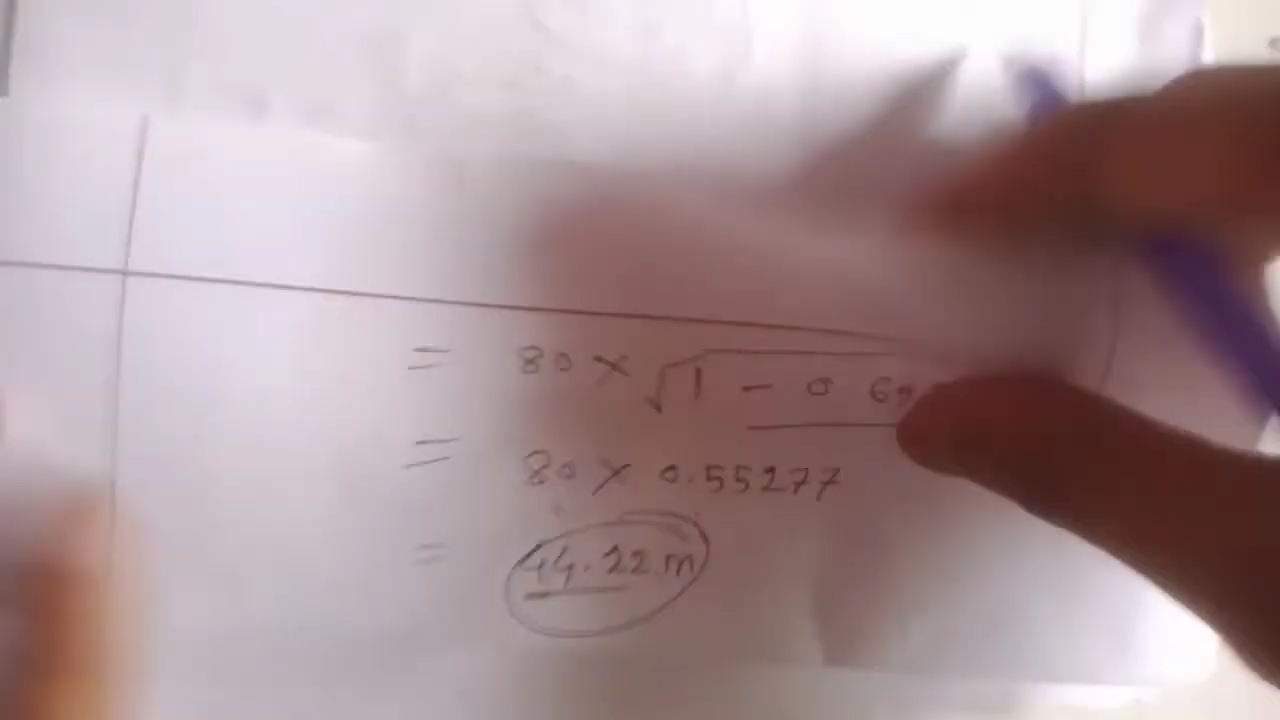 = 80 × √1 - 0 69
= 80 × 0.55277
= 44.22 m